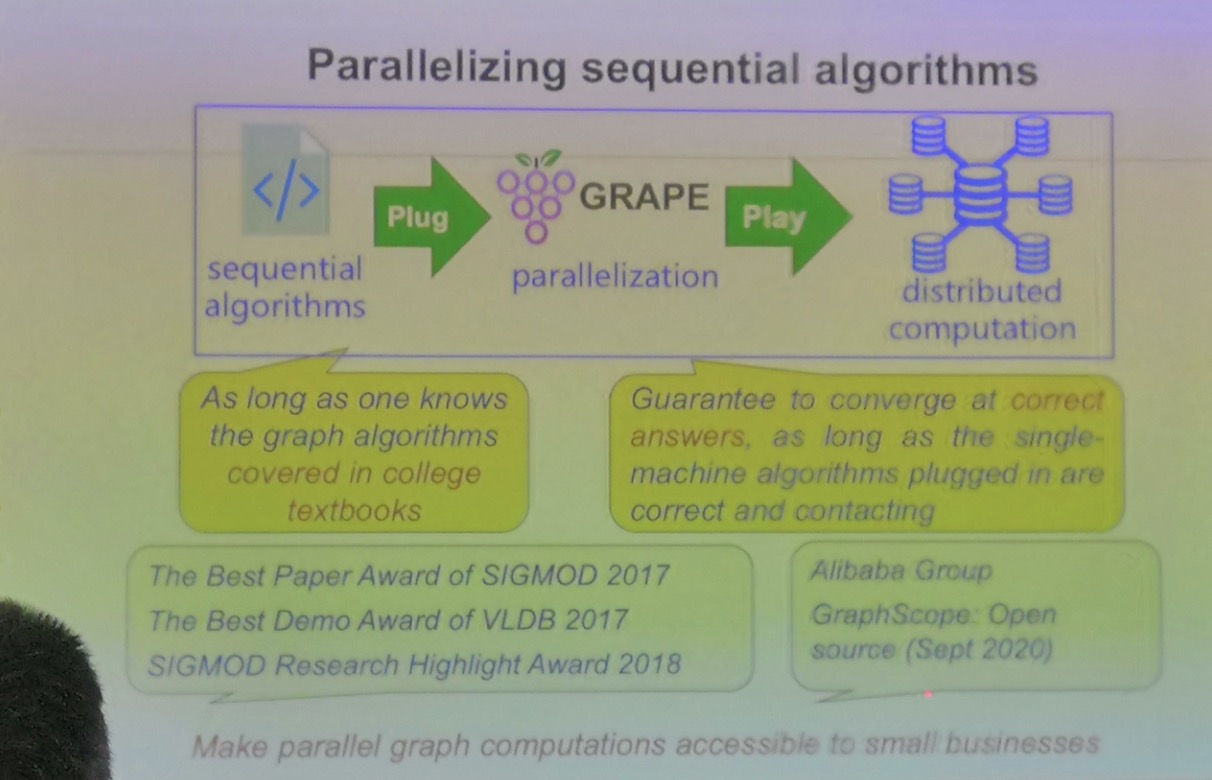 Parallelizing sequential algorithms
</>
Plug
GRAPE
Play
sequential
algorithms
parallelization
distributed
computation
As long as one knows
the graph algorithms
covered in college
textbooks
Guarantee to converge at correct
answers, as long as the single-
machine algorithms plugged in are
correct and contacting
The Best Paper Award of SIGMOD 2017
The Best Demo Award of VLDB 2017
SIGMOD Research Highlight Award 2018
Alibaba Group
GraphScope: Open
source (Sept 2020)
Make parallel graph computations accessible to small businesses